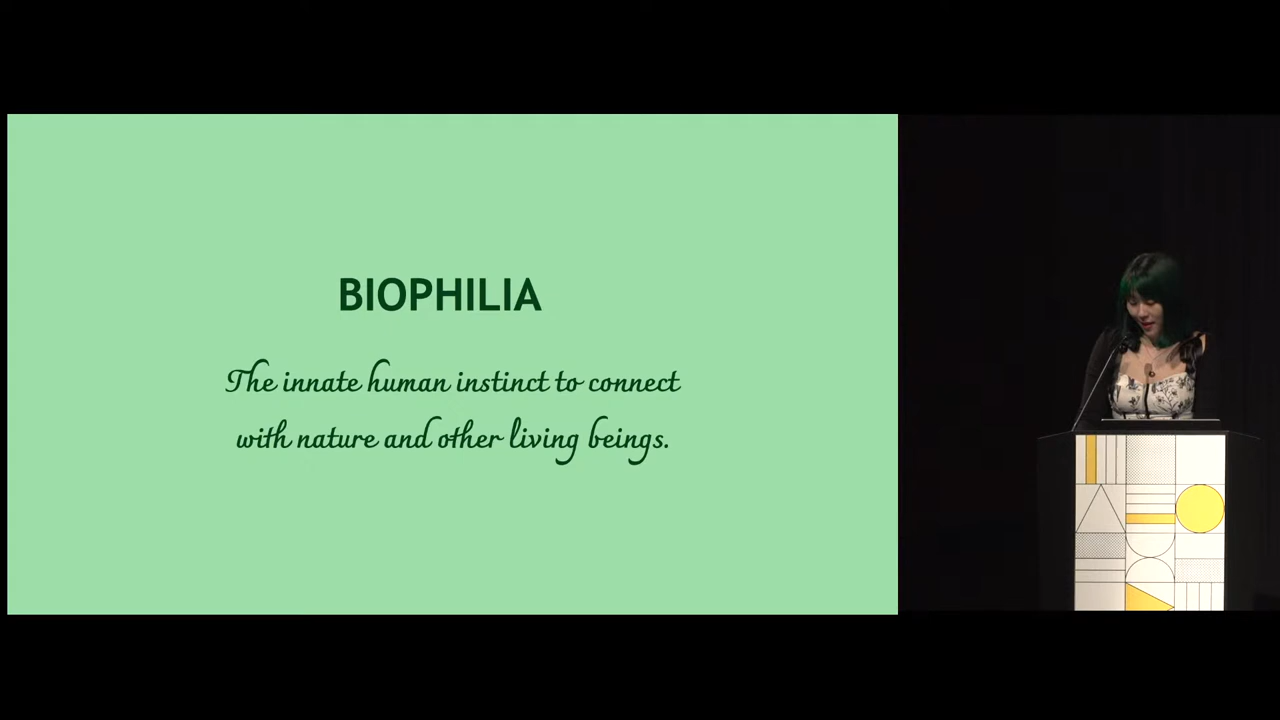 BIOPHILIA
The innate human instinct to connect
with nature and other living beings.